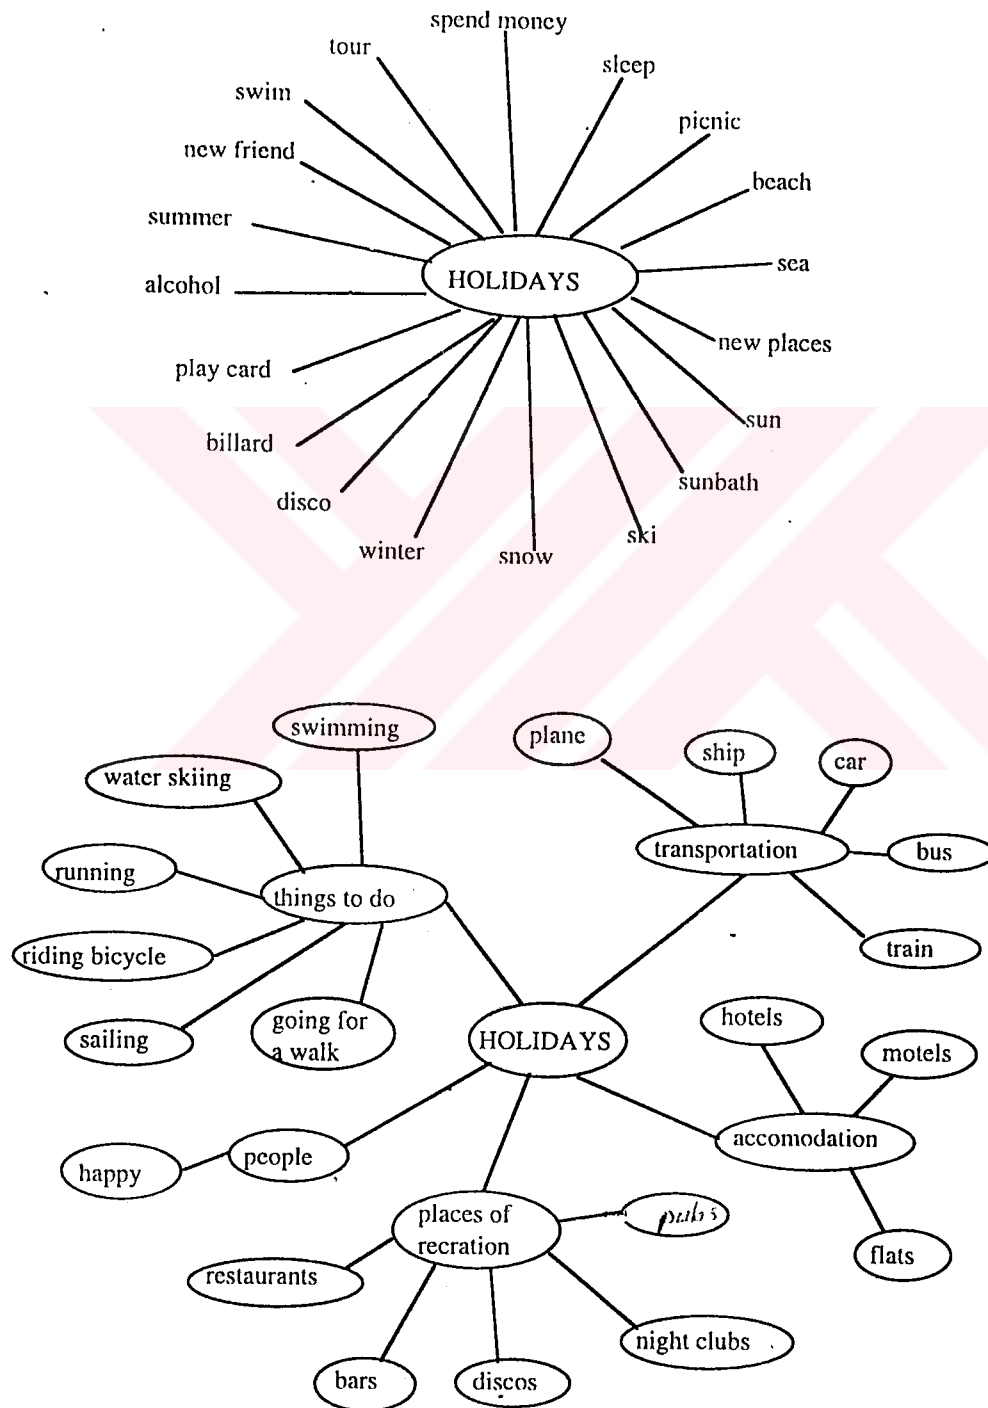 spend money
tour
sleep
swim
picnic
new friend
beach
summer
sea
HOLIDAYS
alcohol
new places
play card
sun
billard
sunbath
disco
ski
winter
snow
swimming
plane
ship
car
water skiing
transportation
bus
running
things to do
train
riding bicycle
hotels
going for
a walk
sailing
HOLIDAYS
motels
accomodation
people
happy
places of
recration
pubs
flats
restaurants
night clubs
bars
discos